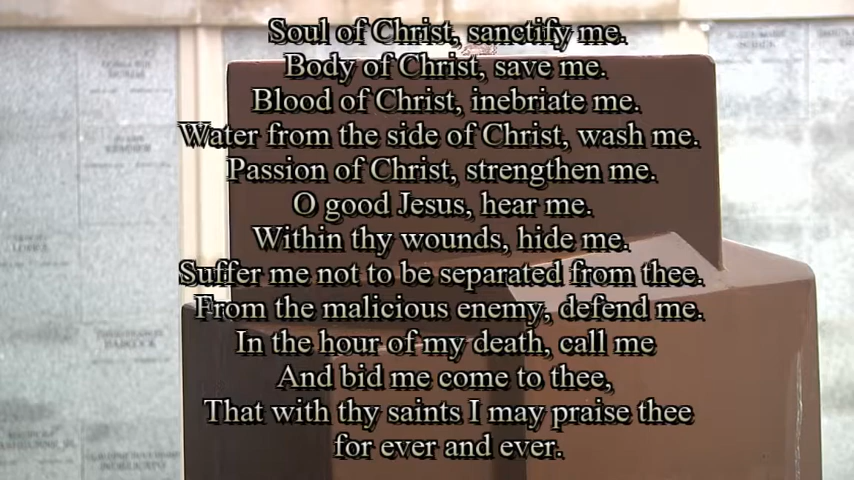 Soul of Christ, sanctify me.
Body of Christ, save me.
Blood of Christ, inebriate me.
Water from the side of Christ, wash me.
Passion of Christ, strengthen me.
O good Jesus, hear me.
Within thy wounds, hide me.
Suffer me not to be separated from thee.
From the malicious enemy, defend me.
In the hour of my death, call me
And bid me come to thee,
That with thy saints I may praise thee
for ever and ever.